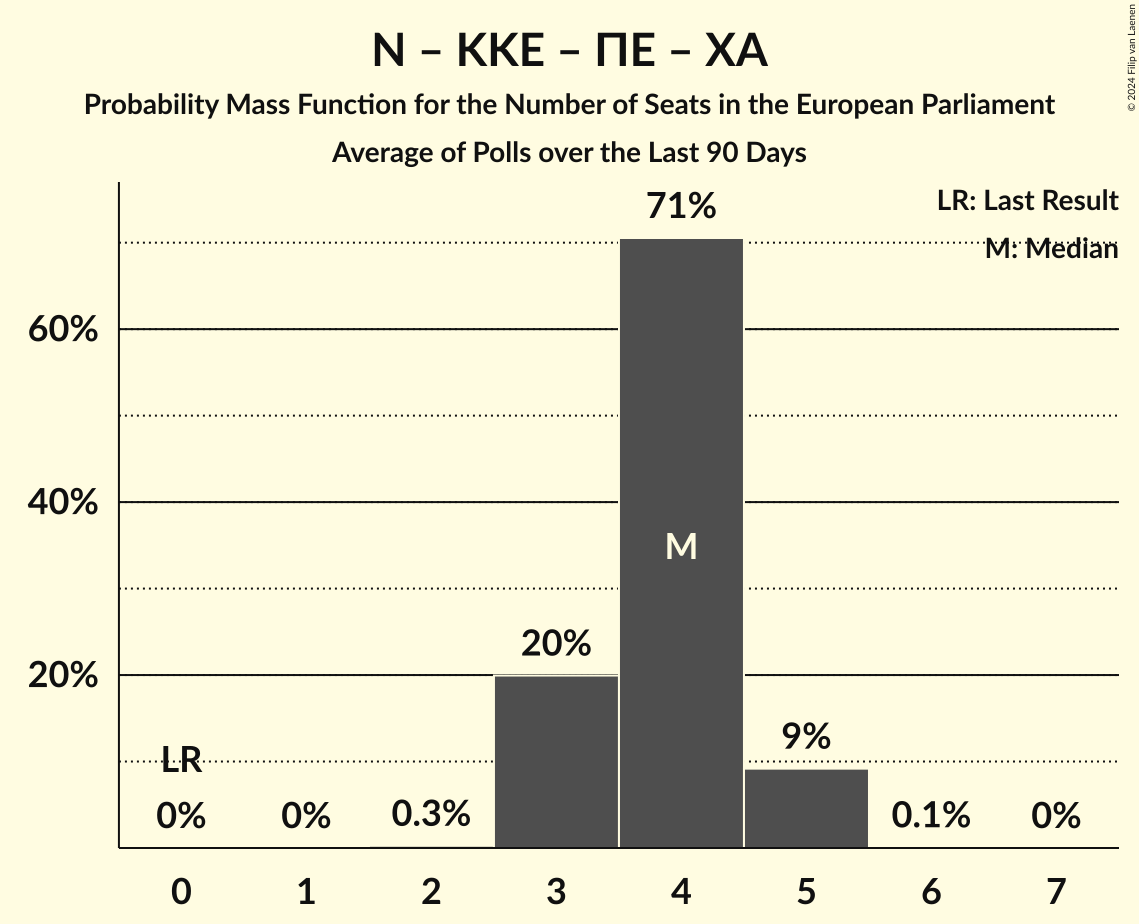 Ν – ΚΚΕ – ΠΕ – ΧΑ
Probability Mass Function for the Number of Seats in the European Parliament
Average of Polls over the Last 90 Days
© 2024 Filip van Laenen
LR: Last Result
M: Median
71%
60%
40%
M
20%
20%
9%
LR
0% 0% 0.3% 0.1% 0%
0 1 2 3 4 5 6 7